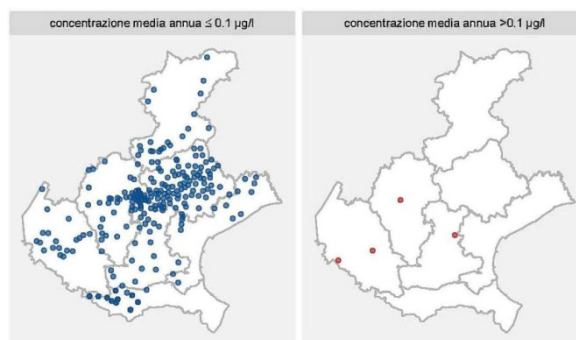 concentrazione media annua ≤ 0.1 µg/l
concentrazione media annua >0.1 µg/l